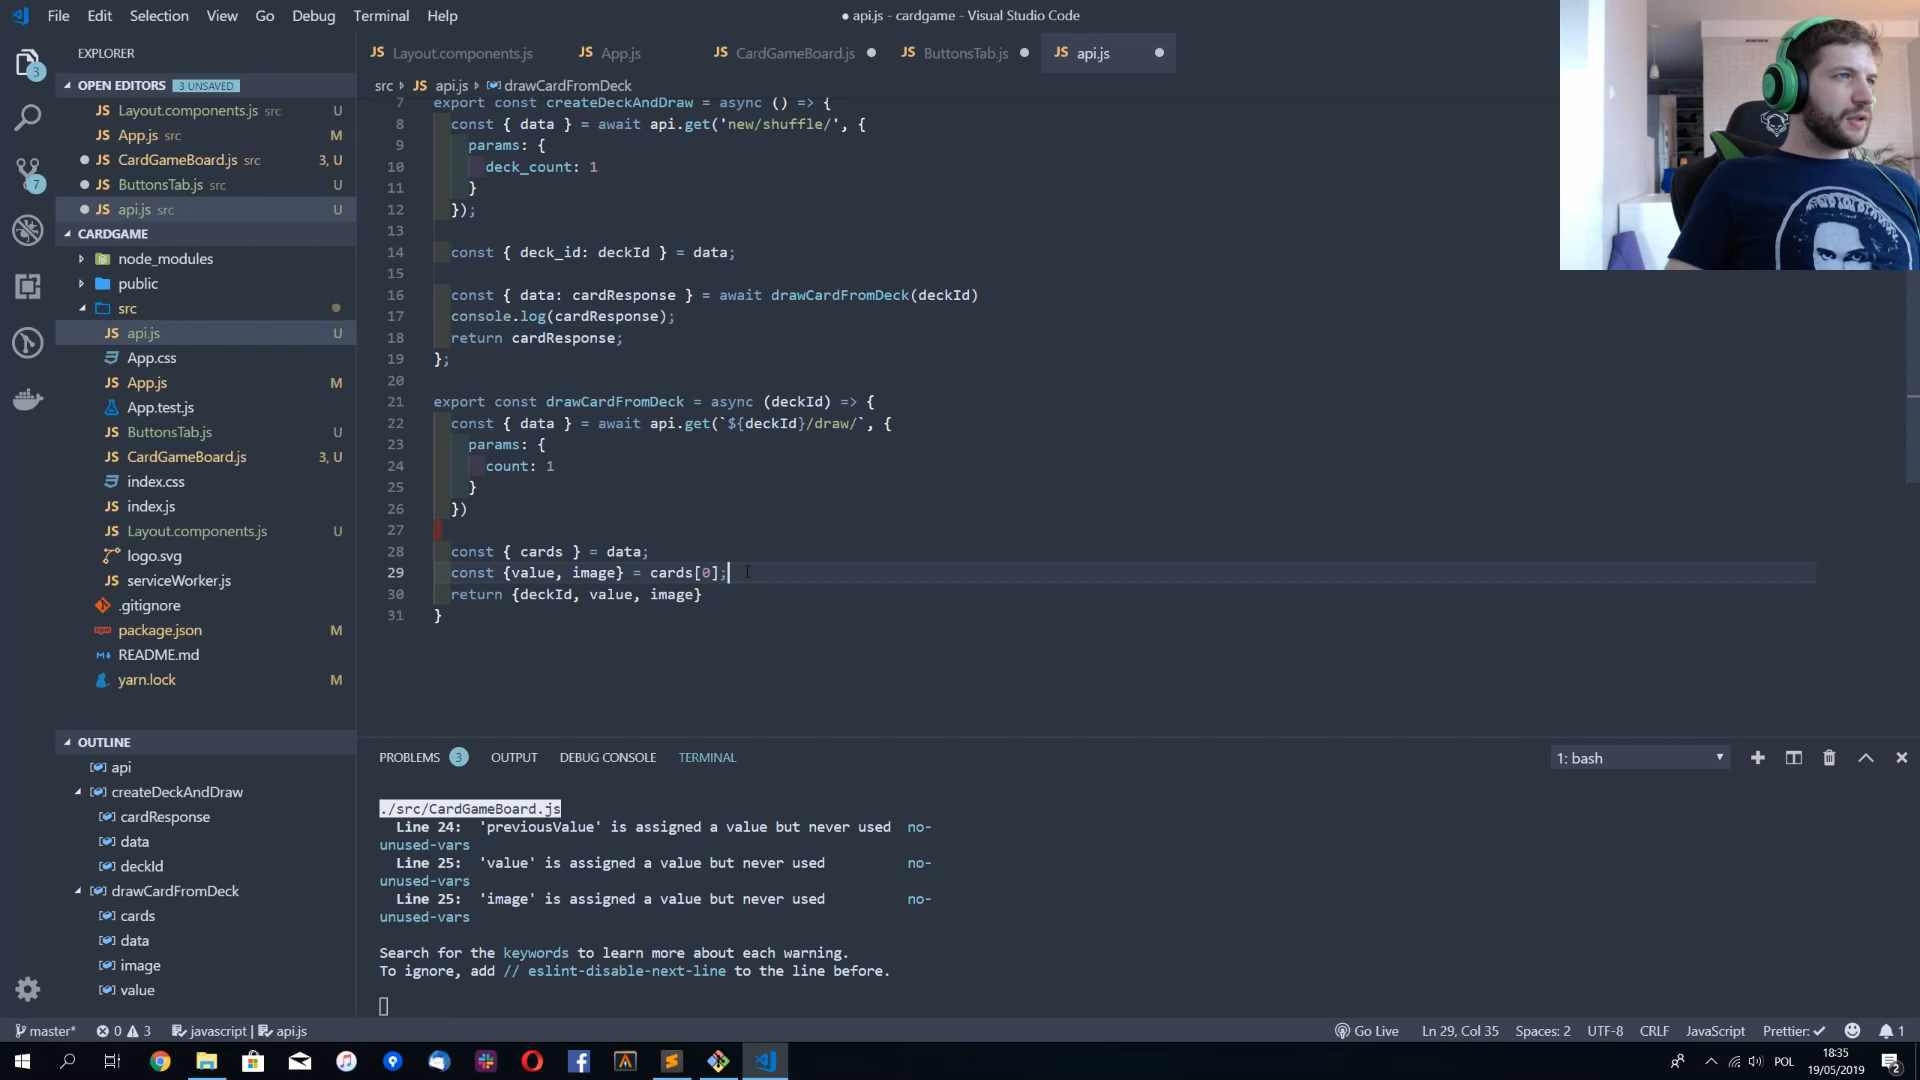 File Edit Selection View Go Debug Terminal Help
● api.js - cardgame - Visual Studio Code
EXPLORER
OPEN EDITORS 3 UNSAVED
JS Layout.components.js src U
JS App.js src M
● JS CardGameBoard.js src 3, U
● JS ButtonsTab.js src U
● JS api.js src U
CARDGAME
node_modules
public
src
JS api.js U
App.css
JS App.js M
App.test.js
JS ButtonsTab.js U
JS CardGameBoard.js 3, U
index.css
JS index.js
JS Layout.components.js U
logo.svg
JS serviceWorker.js
.gitignore
package.json M
README.md
yarn.lock M
OUTLINE
api
createDeckAndDraw
cardResponse
data
deckId
drawCardFromDeck
cards
data
image
value
3
7
JS Layout.components.js JS App.js JS CardGameBoard.js ● JS ButtonsTab.js ● JS api.js ●
src › JS api.js › drawCardFromDeck
7 export const createDeckAndDraw = async () => {
8 const { data } = await api.get('new/shuffle/', {
9 params: {
10 deck_count: 1
11 }
12 });
13
14 const { deck_id: deckId } = data;
15
16 const { data: cardResponse } = await drawCardFromDeck(deckId)
17 console.log(cardResponse);
18 return cardResponse;
19 };
20
21 export const drawCardFromDeck = async (deckId) => {
22 const { data } = await api.get(`${deckId}/draw/`, {
23 params: {
24 count: 1
25 }
26 })
27
28 const { cards } = data;
29 const {value, image} = cards[0];
30 return {deckId, value, image}
31 }
PROBLEMS 3 OUTPUT DEBUG CONSOLE TERMINAL
1: bash
./src/CardGameBoard.js
Line 24: 'previousValue' is assigned a value but never used no-
unused-vars
Line 25: 'value' is assigned a value but never used no-
unused-vars
Line 25: 'image' is assigned a value but never used no-
unused-vars
Search for the keywords to learn more about each warning.
To ignore, add // eslint-disable-next-line to the line before.
master* 0 3 javascript | api.js
Go Live Ln 29, Col 35 Spaces: 2 UTF-8 CRLF JavaScript Prettier: ✓ 1
POL
18:35
19/05/2019
2